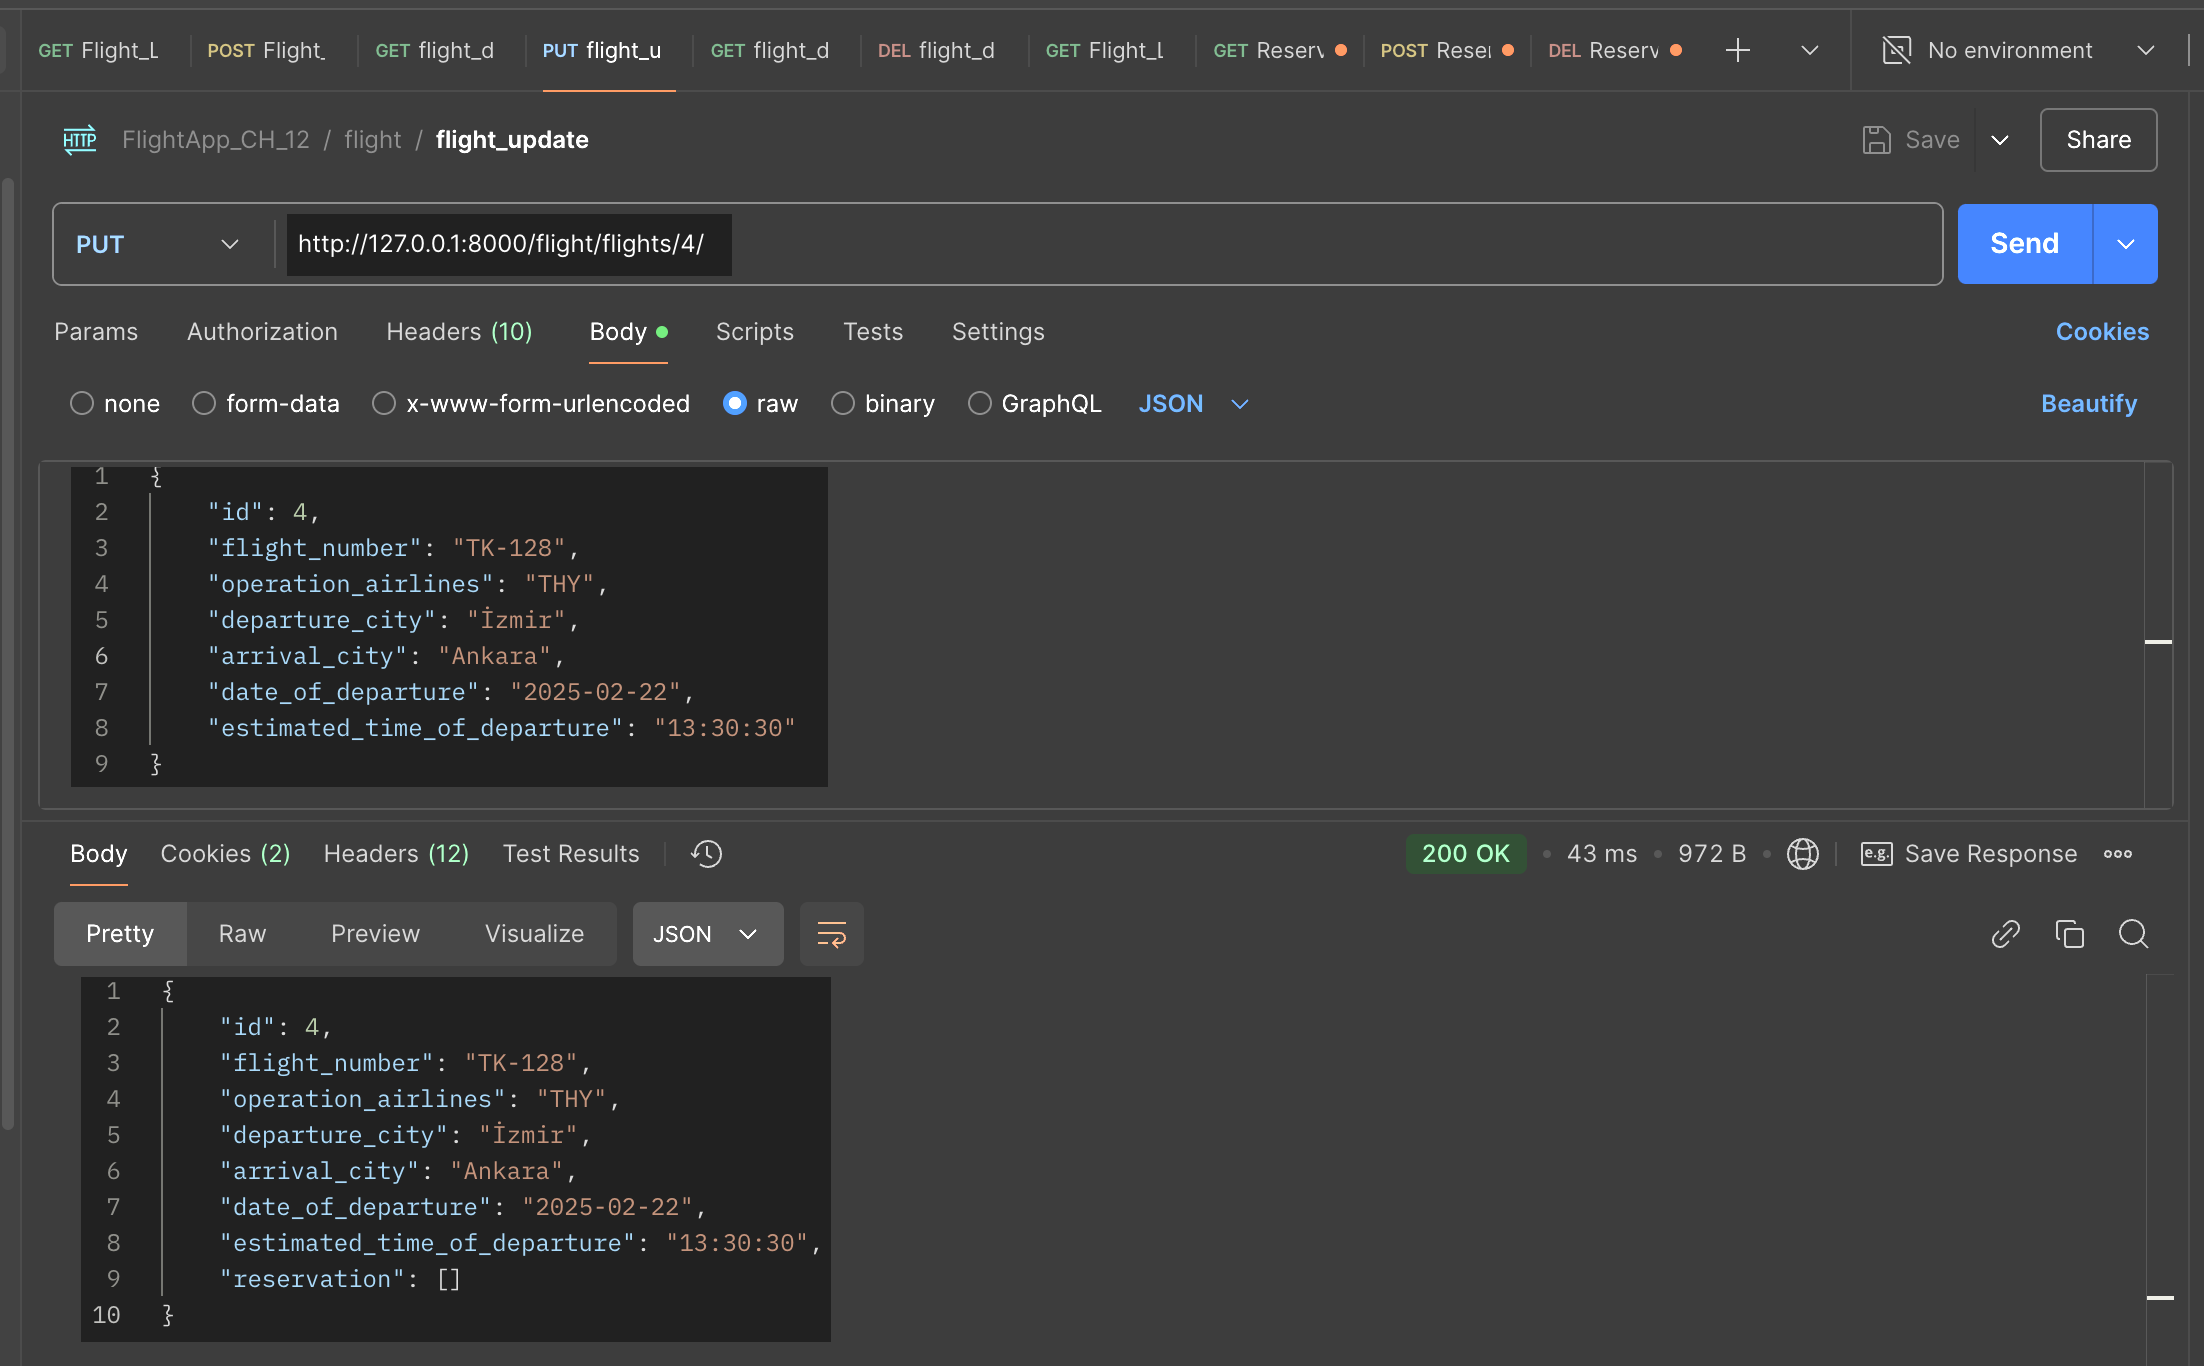 GET Flight_L POST Flight_ GET flight_d PUT flight_u GET flight_d DEL flight_d GET Flight_L GET Reserv POST Reser DEL Reserv No environment
HTTP FlightApp_CH_12 / flight / flight_update Save Share
PUT http://127.0.0.1:8000/flight/flights/4/ Send
Params Authorization Headers (10) Body Scripts Tests Settings Cookies
none form-data x-www-form-urlencoded raw binary GraphQL JSON Beautify
1 {
2 "id": 4,
3 "flight_number": "TK-128",
4 "operation_airlines": "THY",
5 "departure_city": "İzmir",
6 "arrival_city": "Ankara",
7 "date_of_departure": "2025-02-22",
8 "estimated_time_of_departure": "13:30:30"
9 }
Body Cookies (2) Headers (12) Test Results 200 OK • 43 ms • 972 B • e.g. Save Response
Pretty Raw Preview Visualize JSON
1 {
2 "id": 4,
3 "flight_number": "TK-128",
4 "operation_airlines": "THY",
5 "departure_city": "İzmir",
6 "arrival_city": "Ankara",
7 "date_of_departure": "2025-02-22",
8 "estimated_time_of_departure": "13:30:30",
9 "reservation": []
10 }